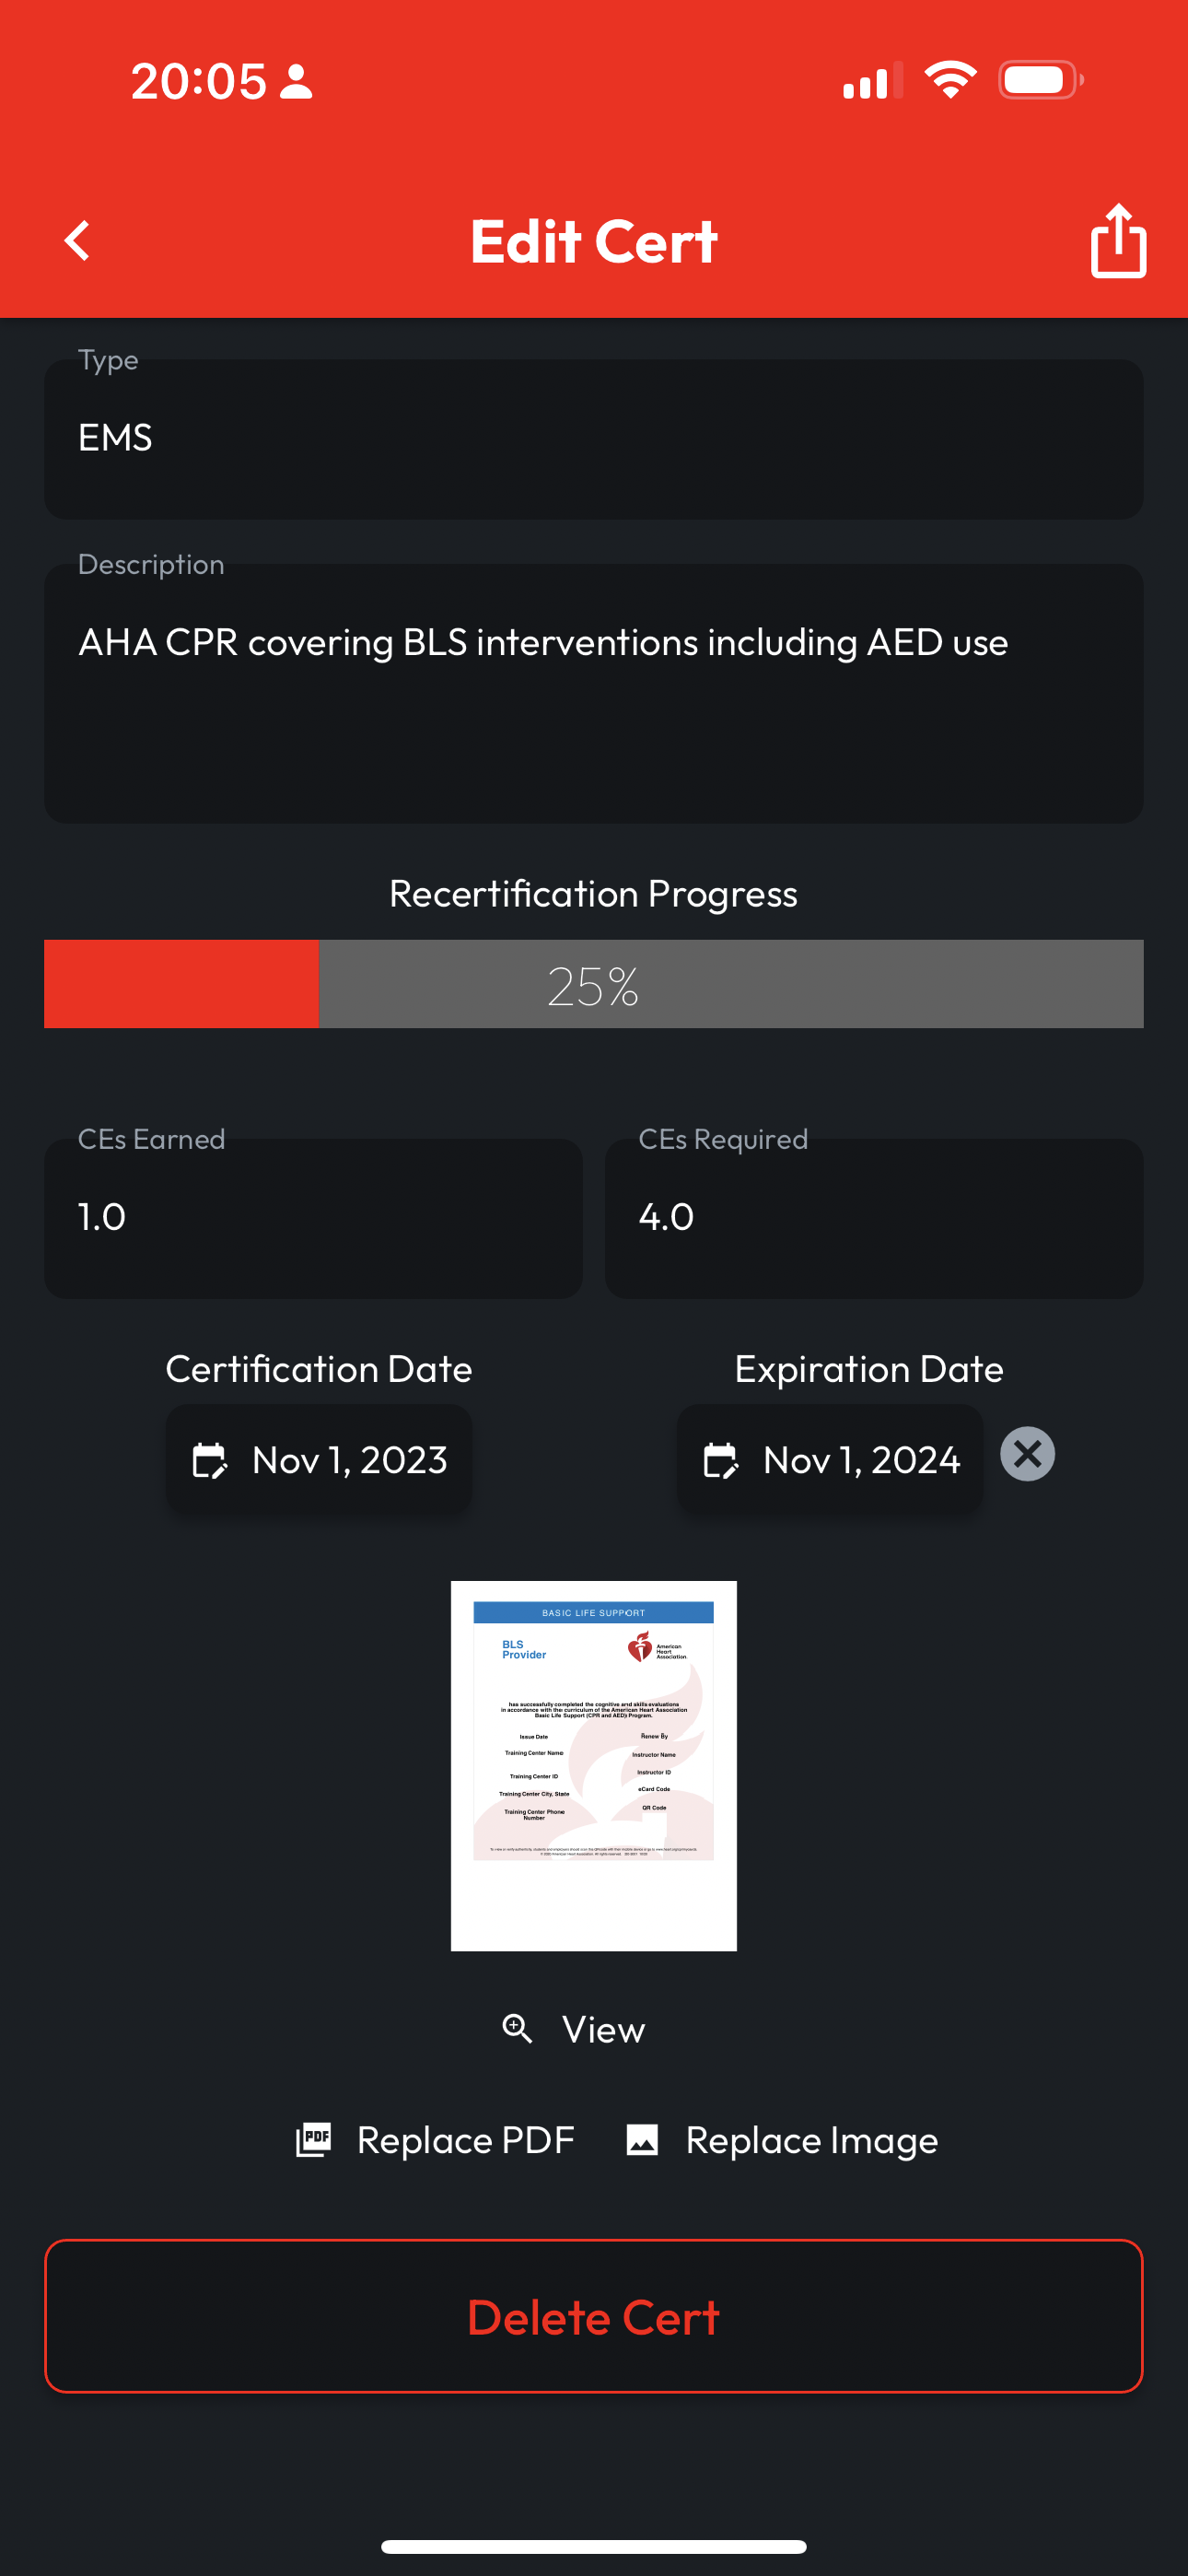 20:05
Edit Cert
Type
EMS
Description
AHA CPR covering BLS interventions including AED use
Recertification Progress
25%
CEs Earned
CEs Required
1.0
4.0
Certification Date
Expiration Date
Nov 1, 2023
Nov 1, 2024
BASIC LIFE SUPPORT
BLS
Provider
American
Heart
Association
has successfully completed the cognitive and skills evaluations
in accordance with the curriculum of the American Heart Association
Basic Life Support (CPR and AED) Program.
Issue Date
Renew By
Training Center Name
Instructor Name
Training Center ID
Instructor ID
Training Center City, State
eCard Code
Training Center Phone
Number
QR Code
View
PDF
Replace PDF
Replace Image
Delete Cert